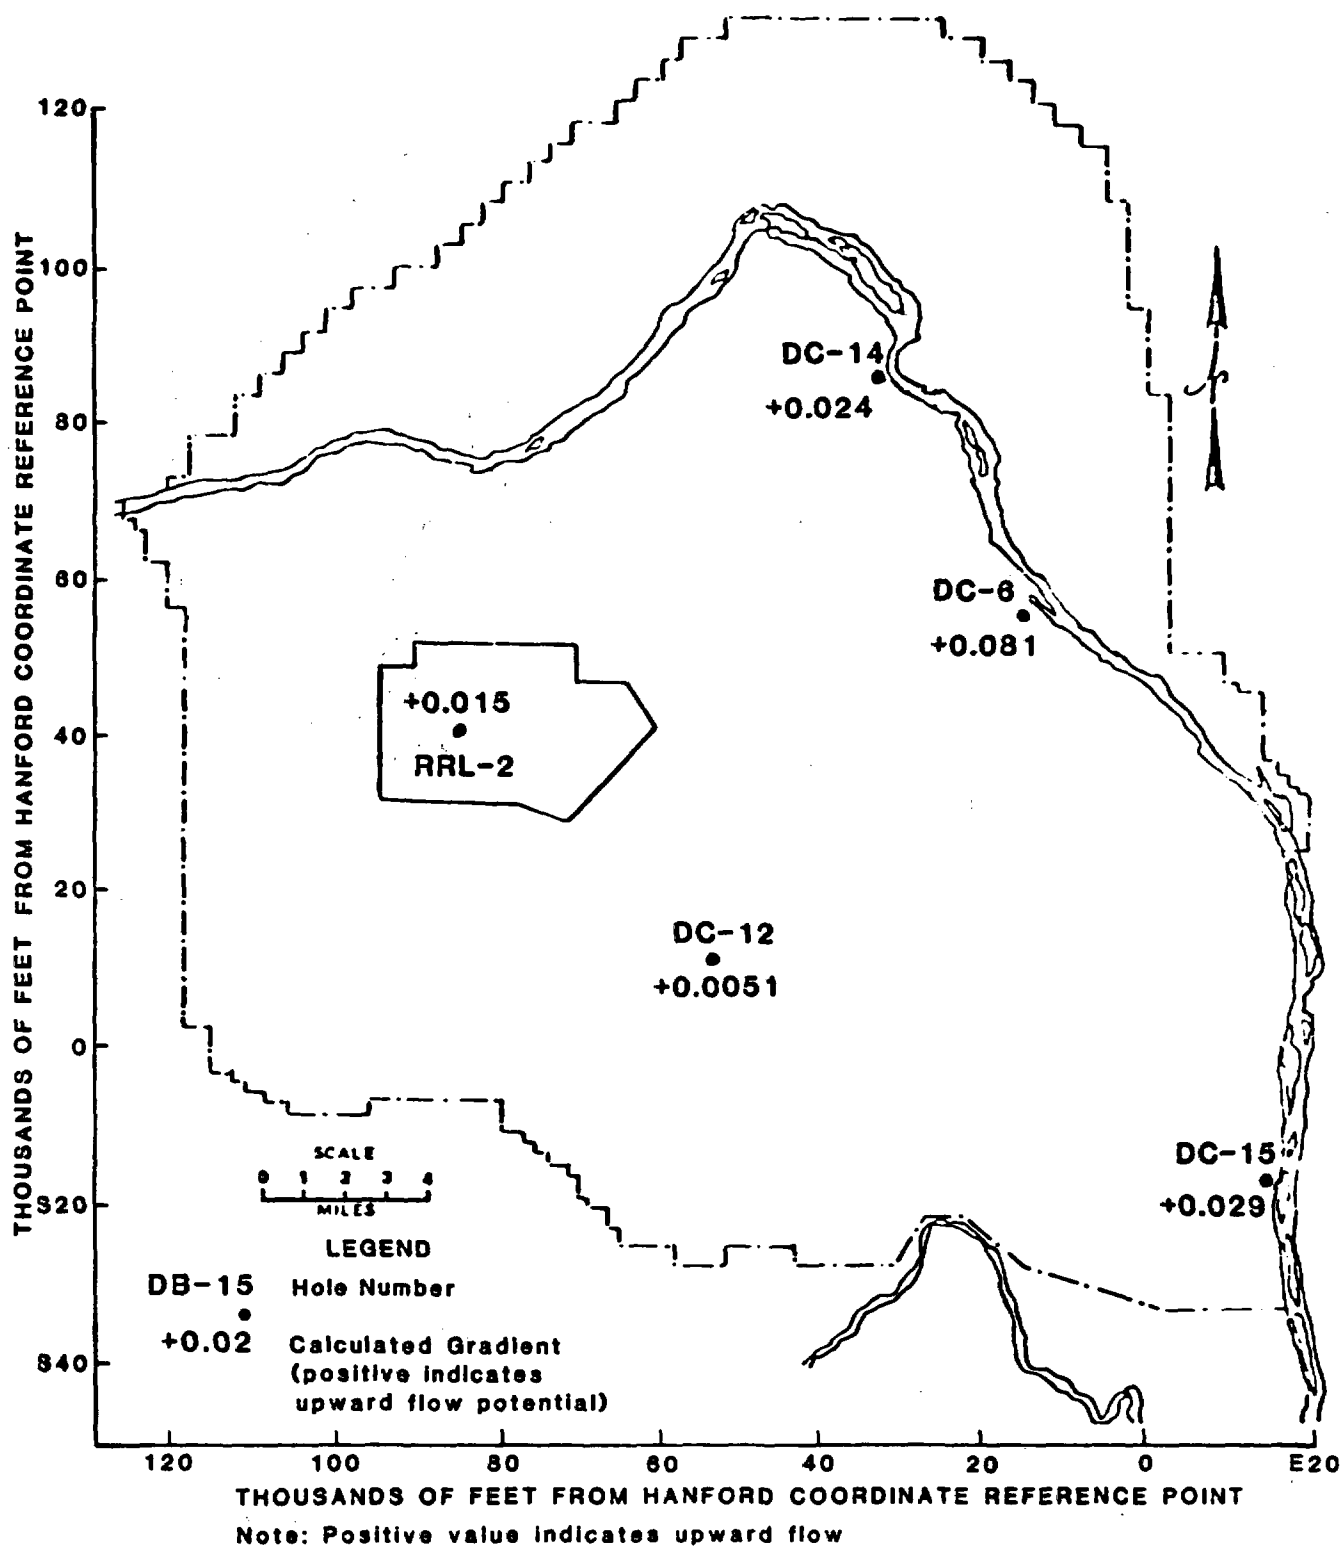 120
100
80
60
40
20
0
S20
S40
THOUSANDS OF FEET FROM HANFORD COORDINATE REFERENCE POINT
DC-14
+0.024
DC-6
+0.081
+0.015
RRL-2
DC-12
+0.0051
DC-15
+0.029
SCALE
0 1 2 3 4
MILES
LEGEND
DB-15 Hole Number
+0.02 Calculated Gradient
(positive indicates
upward flow potential)
120 100 80 60 40 20 0 E20
THOUSANDS OF FEET FROM HANFORD COORDINATE REFERENCE POINT
Note: Positive value indicates upward flow